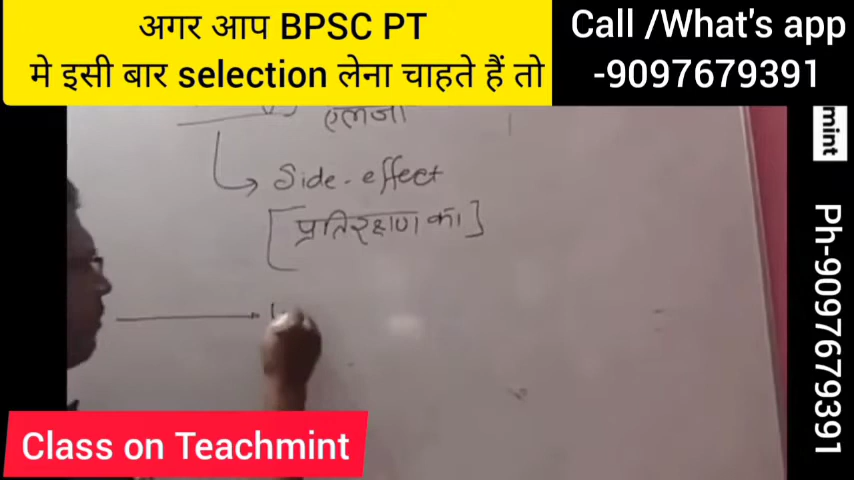 अगर आप BPSC PT
मे इसी बार selection लेना चाहते हैं तो
Call /What's app
-9097679391
एलर्जी
Side-effect
[प्रतिरक्षण का]
mint
Ph-9097679391
Class on Teachmint